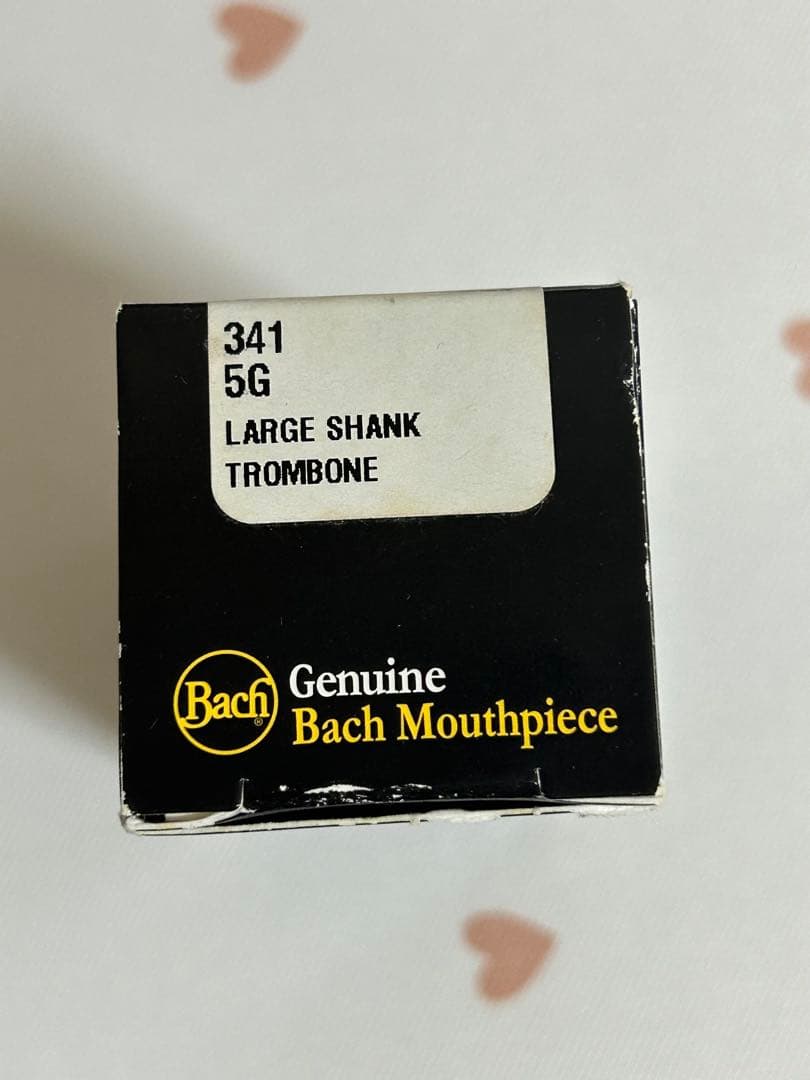 341
5G
LARGE SHANK
TROMBONE
Bach®
Genuine
Bach Mouthpiece